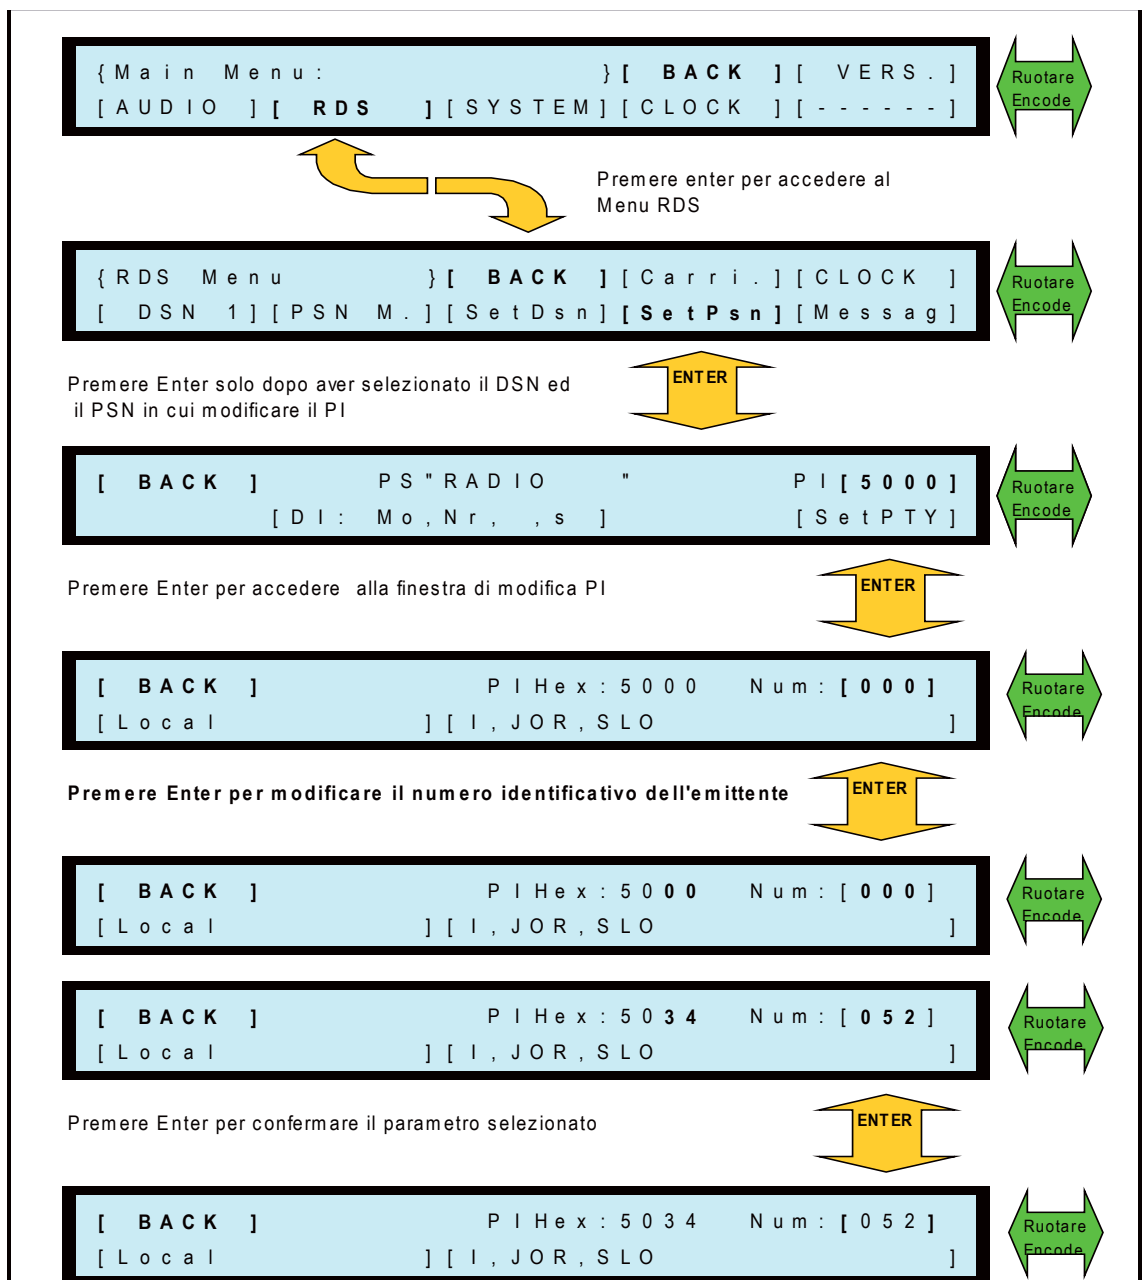 {Main Menu: }[ BACK ][ VERS.]
[AUDIO ][ RDS ][SYSTEM][CLOCK ][------]
Ruotare
Encode
Premere enter per accedere al
Menu RDS
{RDS Menu }[ BACK ][Carri.][CLOCK ]
[ DSN 1][PSN M.][SetDsn][SetPsn][Messag]
Ruotare
Encode
Premere Enter solo dopo aver selezionato il DSN ed
il PSN in cui modificare il PI
ENTER
[ BACK ] PS"RADIO " PI[5000]
[DI: Mo,Nr, ,s ] [SetPTY]
Ruotare
Encode
Premere Enter per accedere alla finestra di modifica PI
ENTER
[ BACK ] PIHex:5000 Num:[000]
[Local ][I,JOR,SLO ]
Ruotare
Encode
Premere Enter per modificare il numero identificativo dell'emittente
ENTER
[ BACK ] PIHex:5000 Num:[000]
[Local ][I,JOR,SLO ]
Ruotare
Encode
[ BACK ] PIHex:5034 Num:[052]
[Local ][I,JOR,SLO ]
Ruotare
Encode
Premere Enter per confermare il parametro selezionato
ENTER
[ BACK ] PIHex:5034 Num:[052]
[Local ][I,JOR,SLO ]
Ruotare
Encode